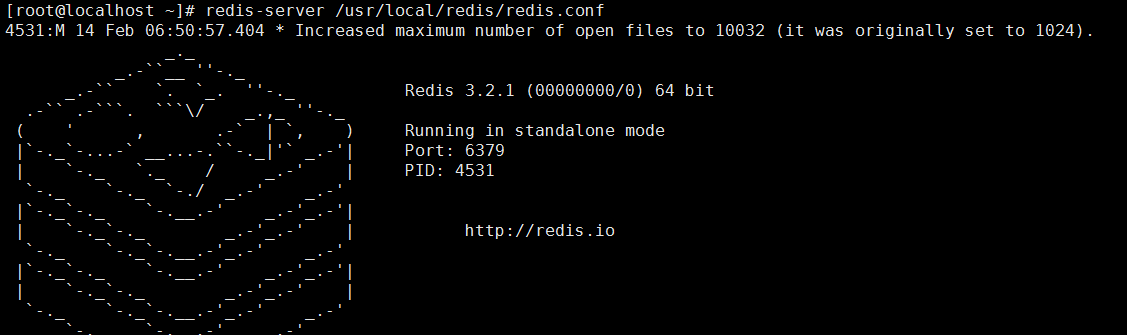 [root@localhost ~]# redis-server /usr/local/redis/redis.conf
4531:M 14 Feb 06:50:57.404 * Increased maximum number of open files to 10032 (it was originally set to 1024).
Redis 3.2.1 (00000000/0) 64 bit
Running in standalone mode
Port: 6379
PID: 4531
http://redis.io